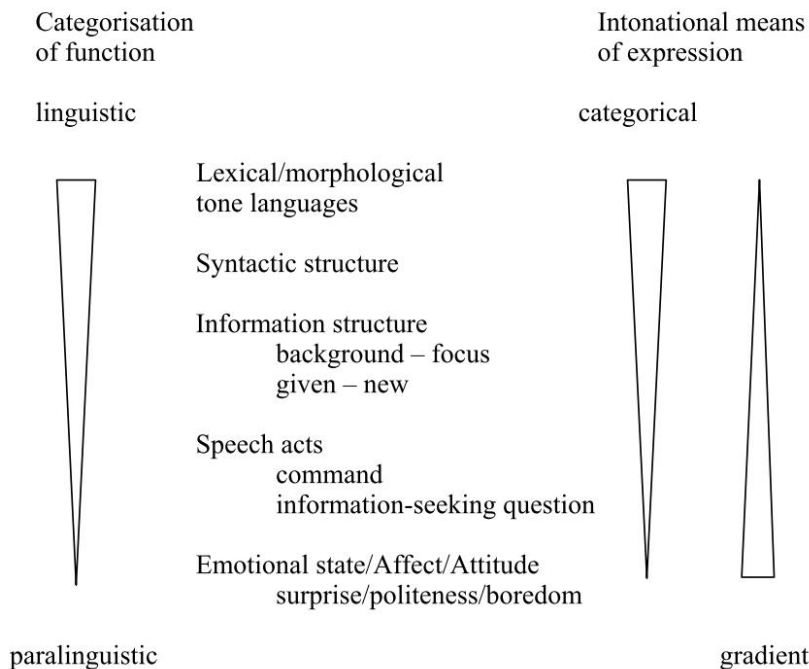 Categorisation
of function
Intonational means
of expression
linguistic
categorical
Lexical/morphological
tone languages
Syntactic structure
Information structure
background – focus
given – new
Speech acts
command
information-seeking question
Emotional state/Affect/Attitude
surprise/politeness/boredom
paralinguistic
gradient